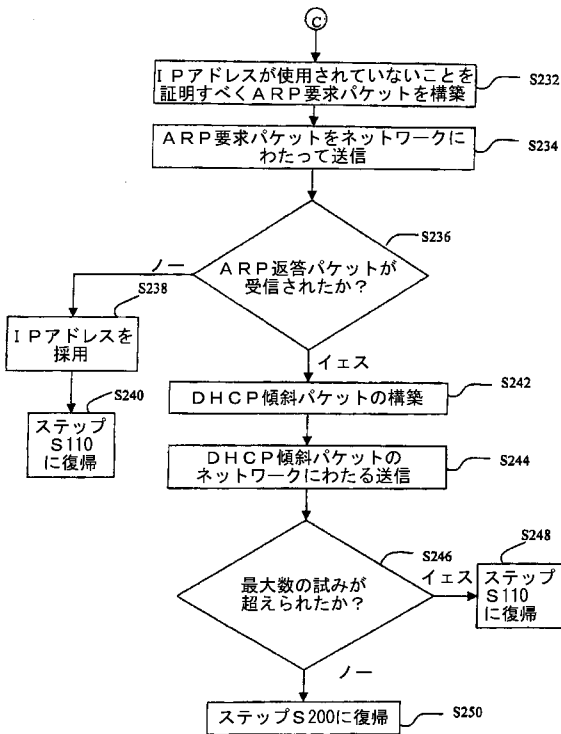 C
IPアドレスが使用されていないことを
証明すべくARP要求パケットを構築
S232
ARP要求パケットをネットワークに
わたって送信
S234
S236
ARP返答パケットが
受信されたか?
ノー
S238
IPアドレスを
採用
イェス
S240
ステップ
S110
に復帰
S242
DHCP傾斜パケットの構築
DHCP傾斜パケットの
ネットワークにわたる送信
S244
S246
最大数の試みが
超えられたか?
イェス
S248
ステップ
S110
に復帰
ノー
ステップS200に復帰
S250